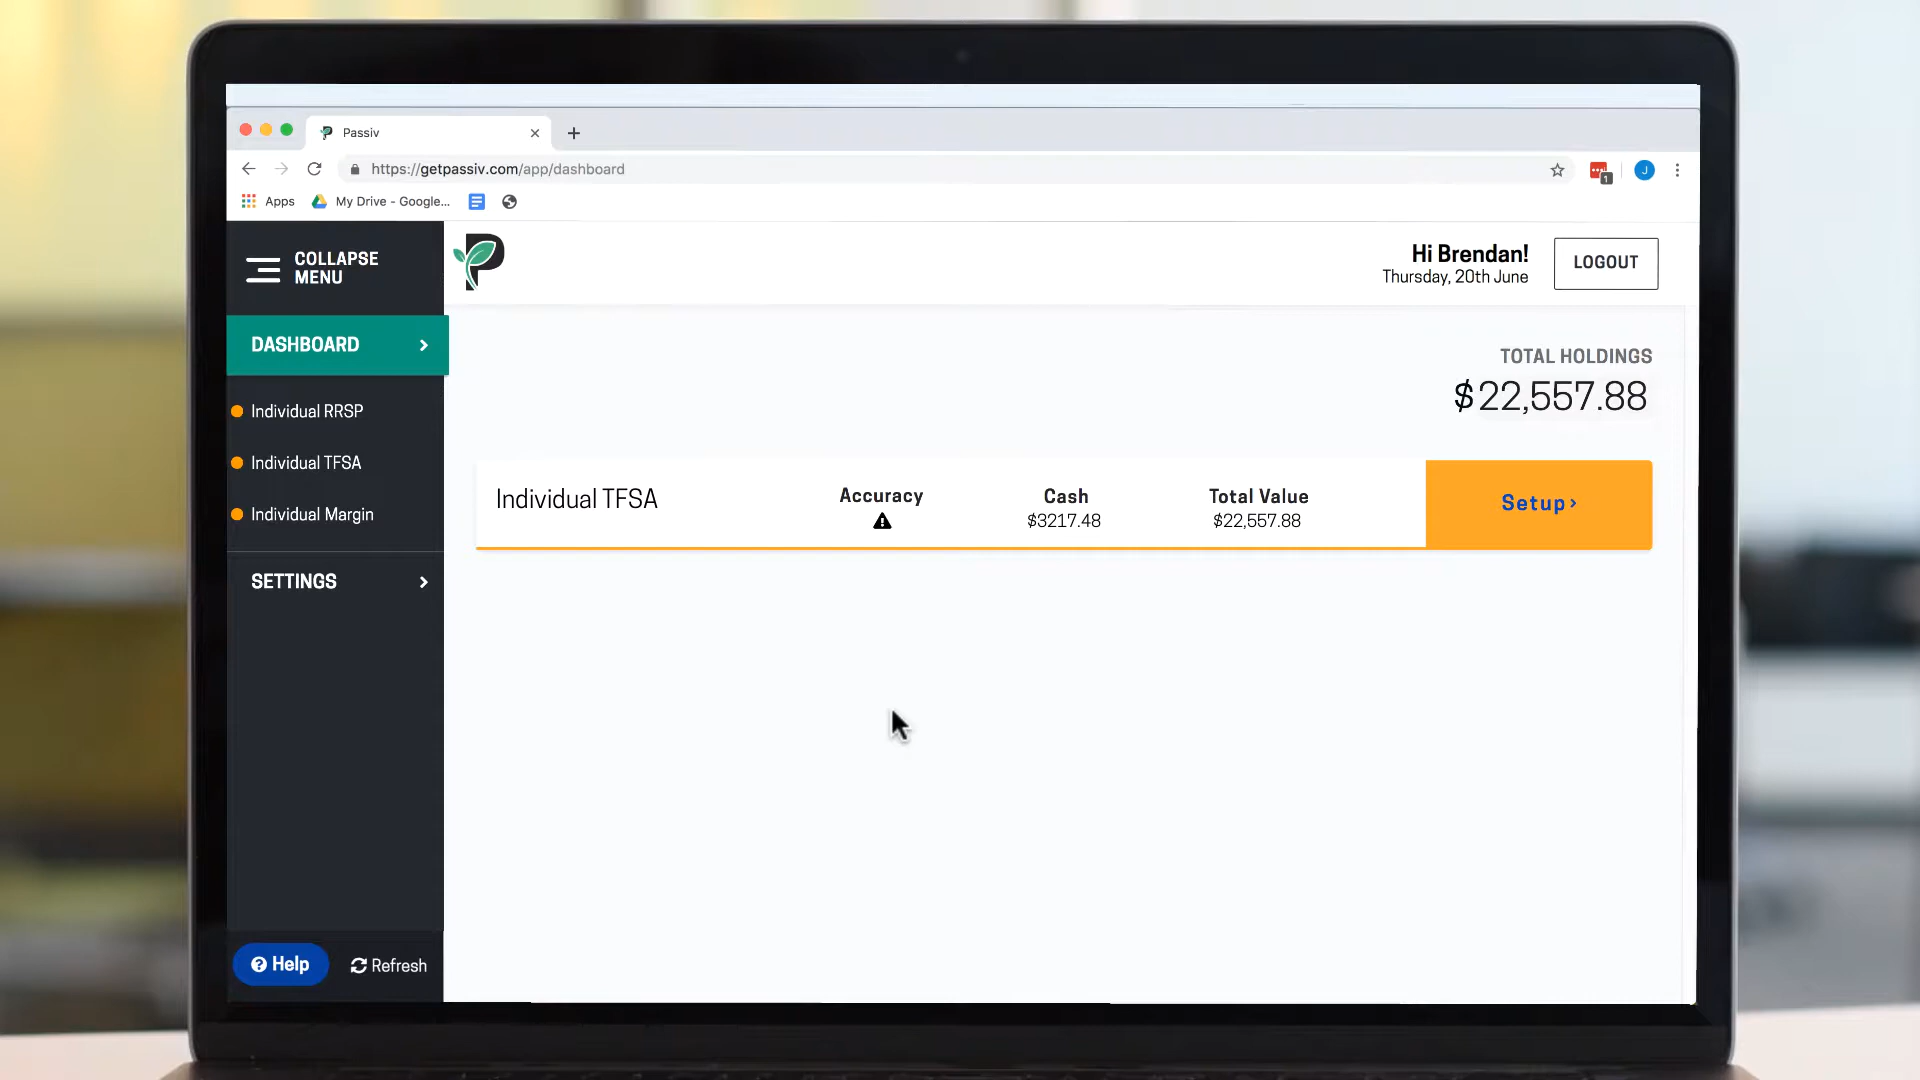 Passiv
https://getpassiv.com/app/dashboard
J
1
Apps
My Drive - Google...
COLLAPSE
MENU
P
Hi Brendan!
Thursday, 20th June
LOGOUT
DASHBOARD
TOTAL HOLDINGS
$22,557.88
Individual RRSP
Individual TFSA
Individual Margin
Individual TFSA
Accuracy
Cash
$3217.48
Total Value
$22,557.88
Setup
SETTINGS
Help
Refresh